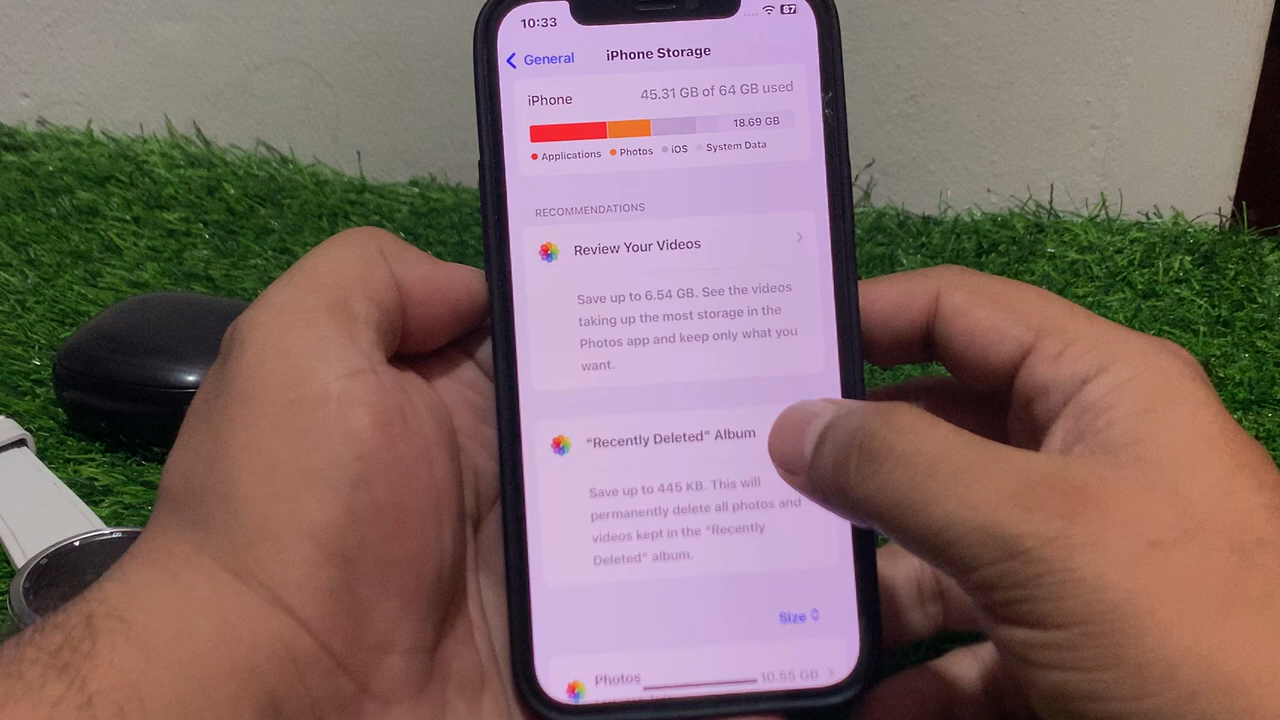 10:33
87
General
iPhone Storage
iPhone
45.31 GB of 64 GB used
18.69 GB
Applications Photos iOS System Data
RECOMMENDATIONS
Review Your Videos
Save up to 6.54 GB. See the videos
taking up the most storage in the
Photos app and keep only what you
want.
“Recently Deleted” Album
Save up to 445 KB. This will
permanently delete all photos and
videos kept in the “Recently
Deleted” album.
Size
Photos
10.55 GB